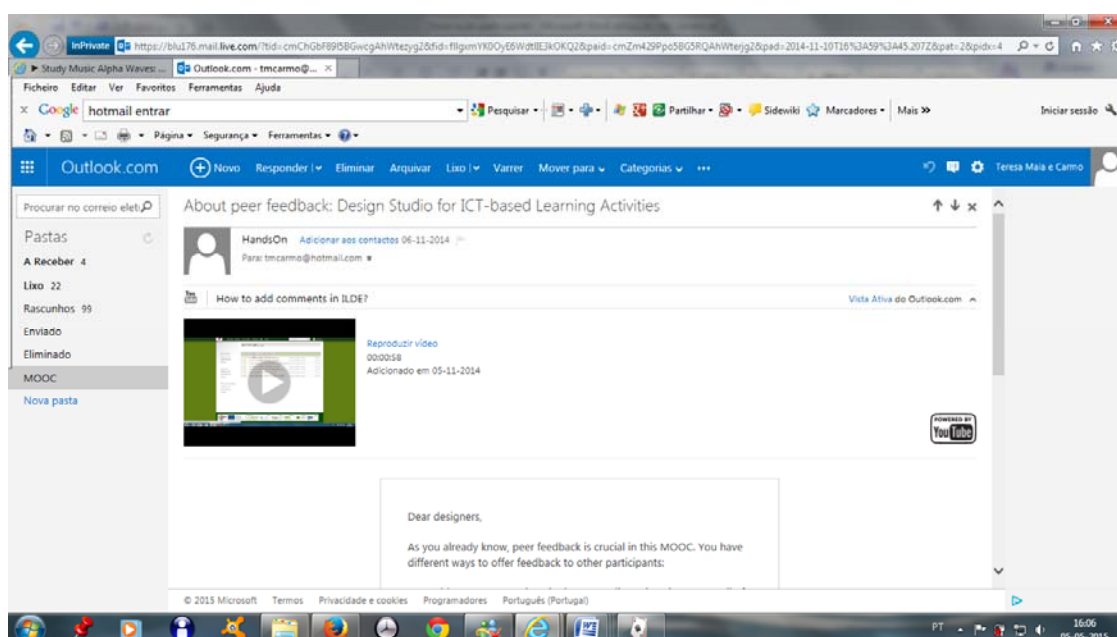 InPrivate
► Study Music Alpha Waves: ...
Outlook.com - tmcarmo@...
Ficheiro Editar Ver Favoritos Ferramentas Ajuda
x Google hotmail entrar Pesquisar Partilhar Sidewiki Marcadores Mais » Iniciar sessão
Página Segurança Ferramentas
Outlook.com Novo Responder Eliminar Arquivar Lixo Varrer Mover para Categorias ••• Teresa Maia e Carmo
Procurar no correio elet
About peer feedback: Design Studio for ICT-based Learning Activities
Pastas
HandsOn Adicionar aos contactos 06-11-2014
Para: tmcarmo@hotmail.com
A Receber 4
Lixo 22
Rascunhos 99
Enviado
Eliminado
MOOC
Nova pasta
How to add comments in ILDE?
Vista Ativa do Outlook.com
Reproduzir vídeo
00:00:58
Adicionado em 05-11-2014
POWERED BY
YouTube
Dear designers,
As you already know, peer feedback is crucial in this MOOC. You have
different ways to offer feedback to other participants:
© 2015 Microsoft Termos Privacidade e cookies Programadores Português (Portugal)
PT
16:06